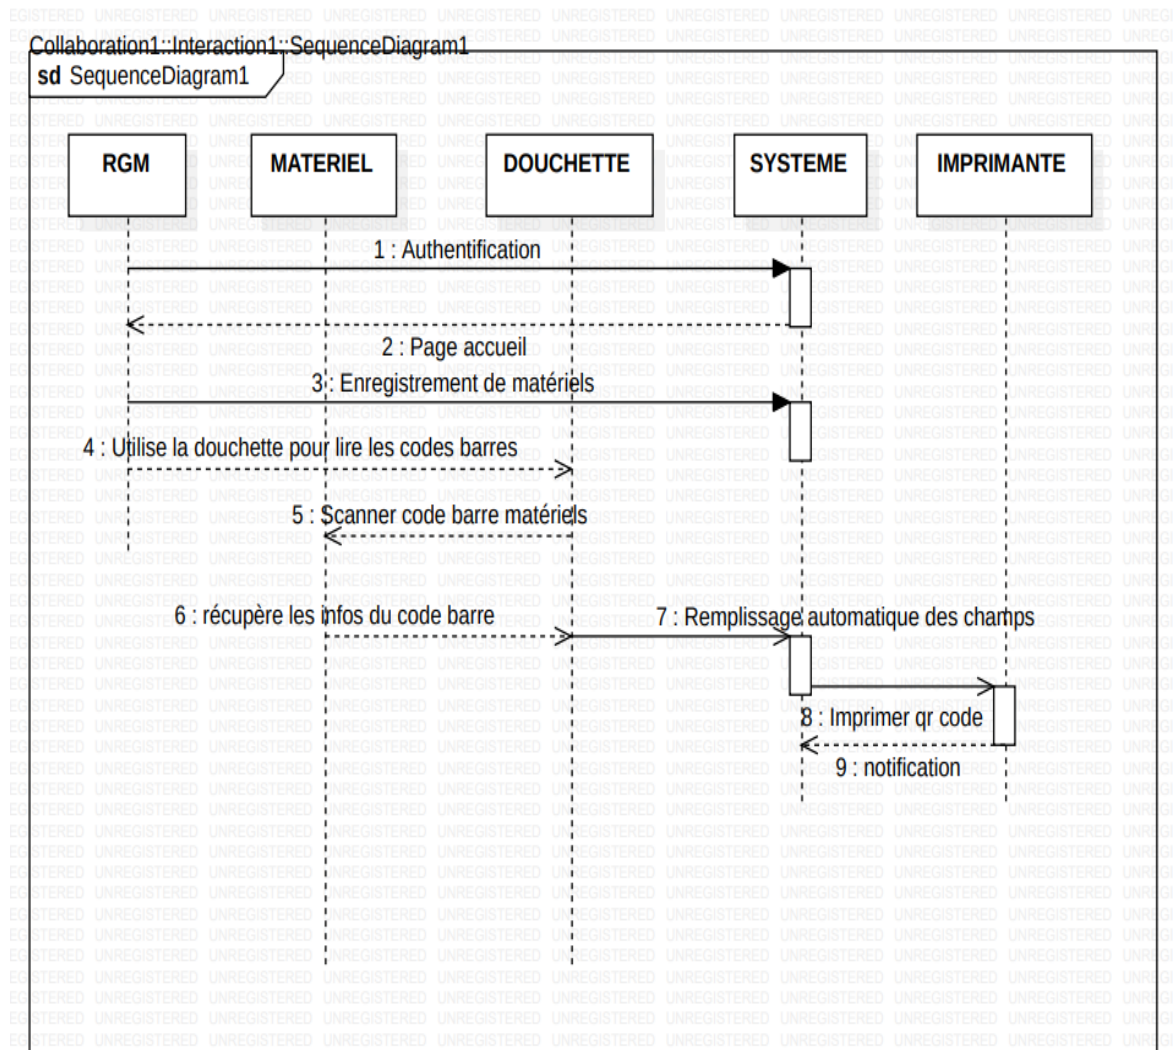 Collaboration1::Interaction1::SequenceDiagram1
sd SequenceDiagram1
RGM MATERIEL DOUCHETTE SYSTEME IMPRIMANTE
1 : Authentification
2 : Page accueil
3 : Enregistrement de matériels
4 : Utilise la douchette pour lire les codes barres
5 : Scanner code barre matériels
6 : récupère les infos du code barre
7 : Remplissage automatique des champs
8 : Imprimer qr code
9 : notification
UNREGISTERED